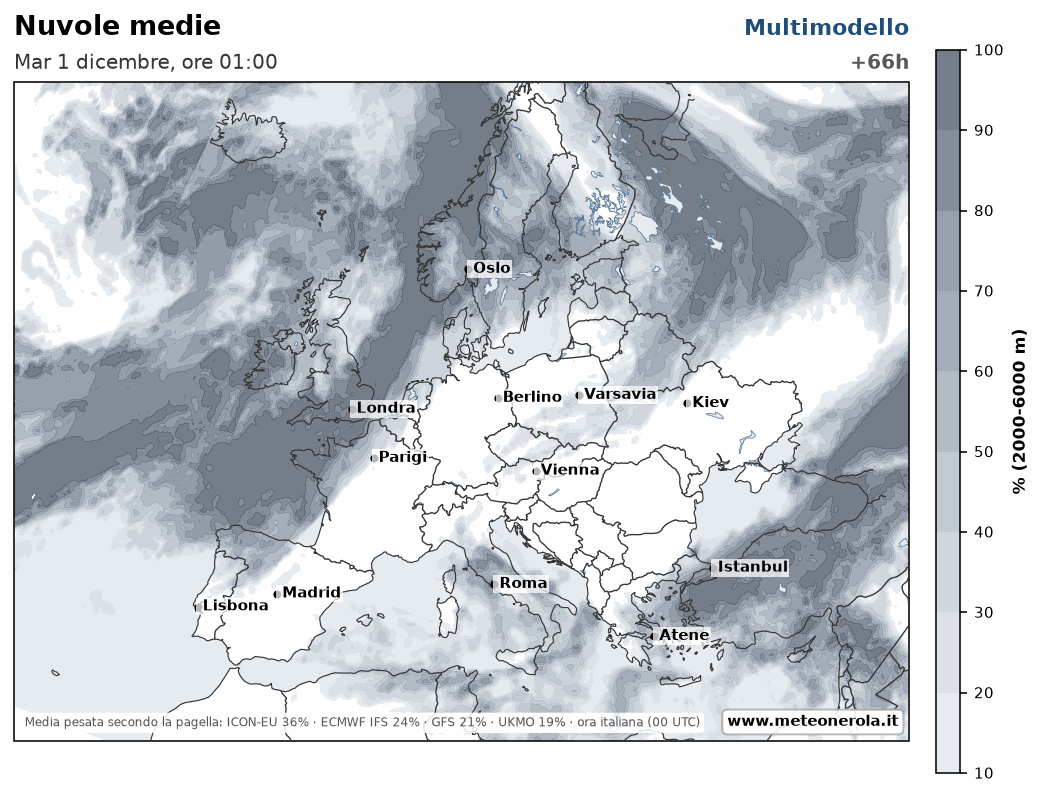 Nuvole medie
Multimodello
Mar 1 dicembre, ore 01:00
+66h
100
90
80
70
60
50
40
30
20
10
% (2000-6000 m)
Oslo
Londra
Berlino
Varsavia
Kiev
Parigi
Vienna
Istanbul
Roma
Madrid
Lisbona
Atene
Media pesata secondo la pagella: ICON-EU 36% · ECMWF IFS 24% · GFS 21% · UKMO 19% · ora italiana (00 UTC)
www.meteonerola.it